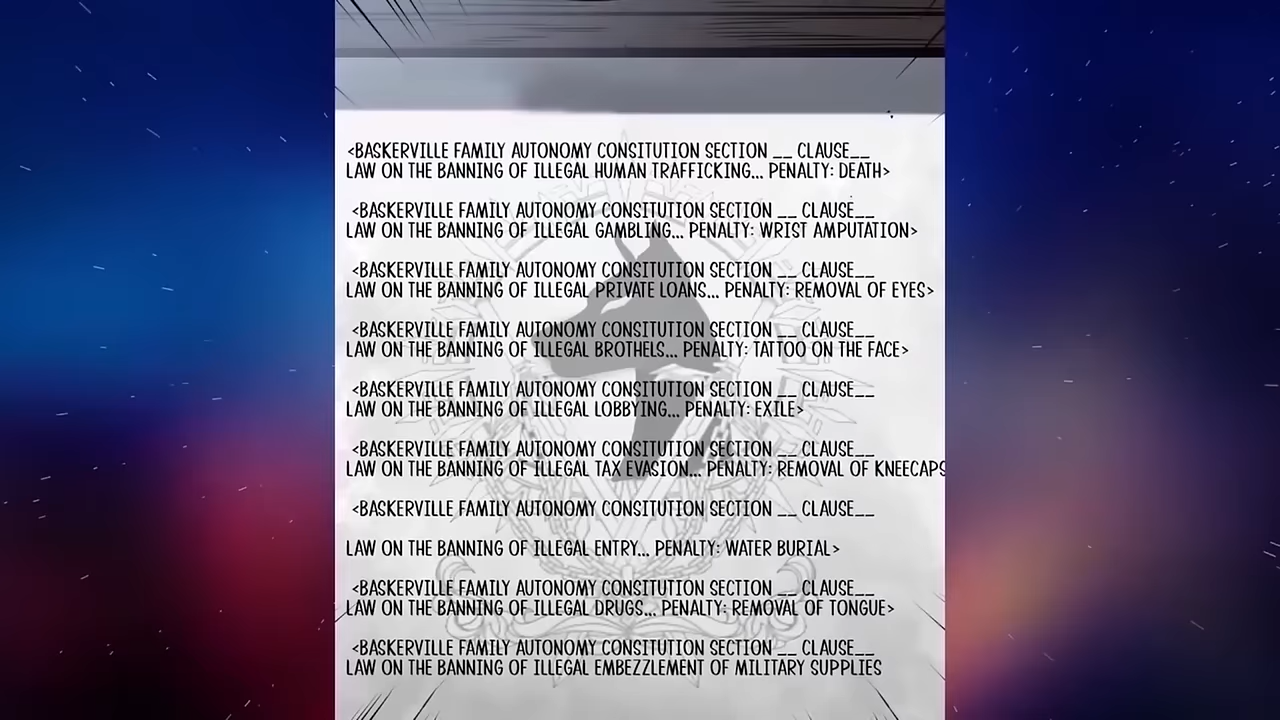 <BASKERVILLE FAMILY AUTONOMY CONSITUTION SECTION __ CLAUSE__
LAW ON THE BANNING OF ILLEGAL HUMAN TRAFFICKING... PENALTY: DEATH>
<BASKERVILLE FAMILY AUTONOMY CONSITUTION SECTION __ CLAUSE__
LAW ON THE BANNING OF ILLEGAL GAMBLING... PENALTY: WRIST AMPUTATION>
<BASKERVILLE FAMILY AUTONOMY CONSITUTION SECTION __ CLAUSE__
LAW ON THE BANNING OF ILLEGAL PRIVATE LOANS... PENALTY: REMOVAL OF EYES>
<BASKERVILLE FAMILY AUTONOMY CONSITUTION SECTION __ CLAUSE__
LAW ON THE BANNING OF ILLEGAL BROTHELS... PENALTY: TATTOO ON THE FACE>
<BASKERVILLE FAMILY AUTONOMY CONSITUTION SECTION __ CLAUSE__
LAW ON THE BANNING OF ILLEGAL LOBBYING... PENALTY: EXILE>
<BASKERVILLE FAMILY AUTONOMY CONSITUTION SECTION __ CLAUSE__
LAW ON THE BANNING OF ILLEGAL TAX EVASION... PENALTY: REMOVAL OF KNEECAPS
<BASKERVILLE FAMILY AUTONOMY CONSITUTION SECTION __ CLAUSE__
LAW ON THE BANNING OF ILLEGAL ENTRY... PENALTY: WATER BURIAL>
<BASKERVILLE FAMILY AUTONOMY CONSITUTION SECTION __ CLAUSE__
LAW ON THE BANNING OF ILLEGAL DRUGS... PENALTY: REMOVAL OF TONGUE>
<BASKERVILLE FAMILY AUTONOMY CONSITUTION SECTION __ CLAUSE__
LAW ON THE BANNING OF ILLEGAL EMBEZZLEMENT OF MILITARY SUPPLIES